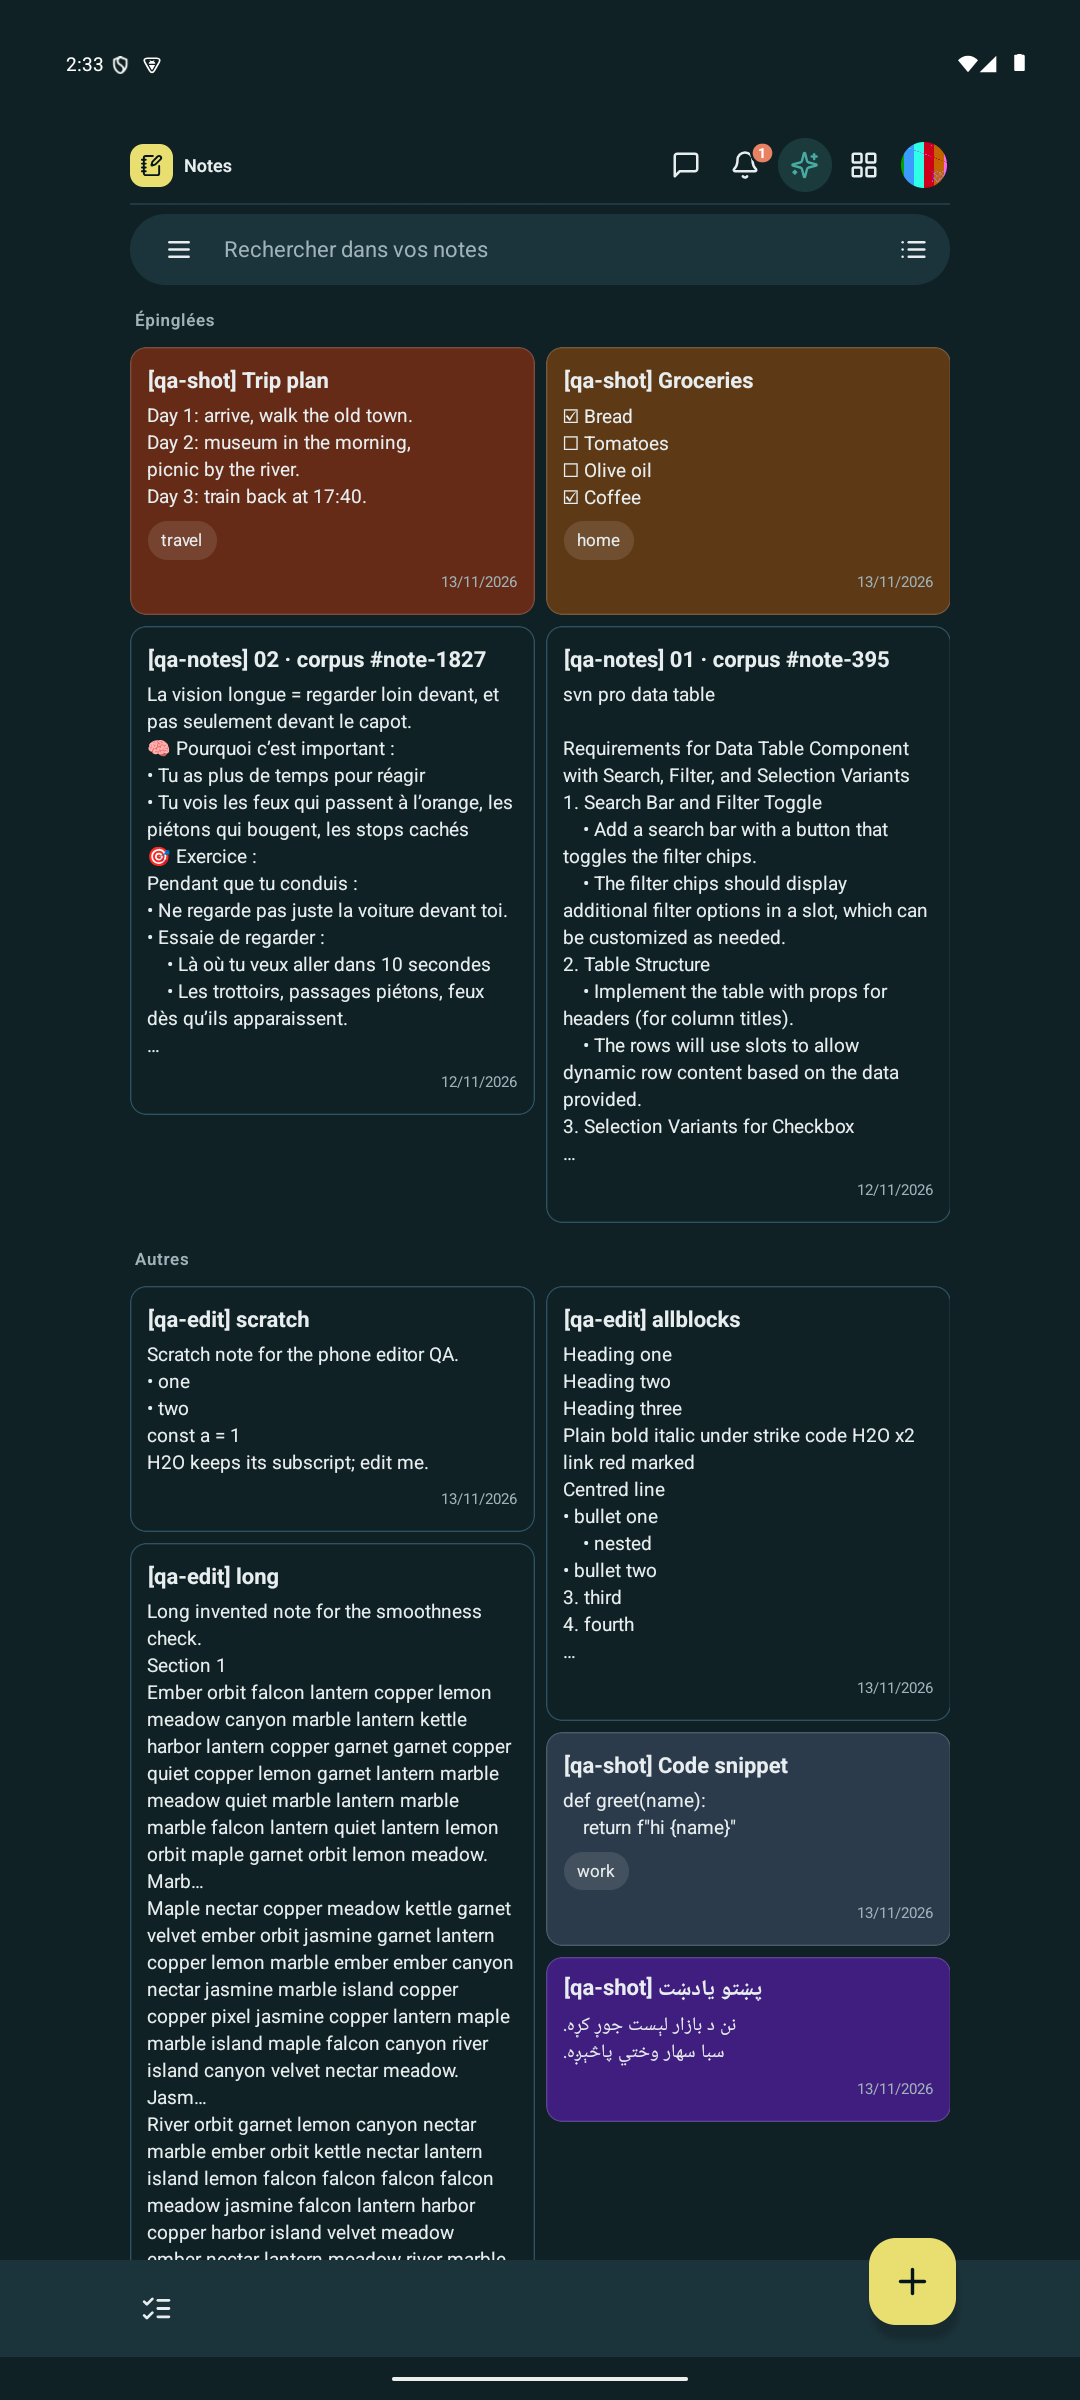 2:33
Notes
1
Rechercher dans vos notes
Épinglées
[qa-shot] Trip plan
Day 1: arrive, walk the old town.
Day 2: museum in the morning,
picnic by the river.
Day 3: train back at 17:40.
travel
13/11/2026
[qa-shot] Groceries
☑ Bread
☐ Tomatoes
☐ Olive oil
☑ Coffee
home
13/11/2026
[qa-notes] 02 · corpus #note-1827
La vision longue = regarder loin devant, et
pas seulement devant le capot.
🧠 Pourquoi c’est important :
• Tu as plus de temps pour réagir
• Tu vois les feux qui passent à l’orange, les
piétons qui bougent, les stops cachés
🎯 Exercice :
Pendant que tu conduis :
• Ne regarde pas juste la voiture devant toi.
• Essaie de regarder :
• Là où tu veux aller dans 10 secondes
• Les trottoirs, passages piétons, feux
dès qu’ils apparaissent.
…
12/11/2026
[qa-notes] 01 · corpus #note-395
svn pro data table
Requirements for Data Table Component
with Search, Filter, and Selection Variants
1. Search Bar and Filter Toggle
• Add a search bar with a button that
toggles the filter chips.
• The filter chips should display
additional filter options in a slot, which can
be customized as needed.
2. Table Structure
• Implement the table with props for
headers (for column titles).
• The rows will use slots to allow
dynamic row content based on the data
provided.
3. Selection Variants for Checkbox
…
12/11/2026
Autres
[qa-edit] scratch
Scratch note for the phone editor QA.
• one
• two
const a = 1
H2O keeps its subscript; edit me.
13/11/2026
[qa-edit] allblocks
Heading one
Heading two
Heading three
Plain bold italic under strike code H2O x2
link red marked
Centred line
• bullet one
• nested
• bullet two
3. third
4. fourth
…
13/11/2026
[qa-edit] long
Long invented note for the smoothness
check.
Section 1
Ember orbit falcon lantern copper lemon
meadow canyon marble lantern kettle
harbor lantern copper garnet garnet copper
quiet copper lemon garnet lantern marble
meadow quiet marble lantern marble
marble falcon lantern quiet lantern lemon
orbit maple garnet orbit lemon meadow.
Marb…
Maple nectar copper meadow kettle garnet
velvet ember orbit jasmine garnet lantern
copper lemon marble ember ember canyon
nectar jasmine marble island copper
copper pixel jasmine copper lantern maple
marble island maple falcon canyon river
island canyon velvet nectar meadow.
Jasm…
River orbit garnet lemon canyon nectar
marble ember orbit kettle nectar lantern
island lemon falcon falcon falcon falcon
meadow jasmine falcon lantern harbor
copper harbor island velvet meadow
ember nectar lantern meadow river marble
[qa-shot] Code snippet
def greet(name):
    return f"hi {name}"
work
13/11/2026
[qa-shot] پښتو يادښت
نن د بازار لېست جوړ کړه.
سبا سهار وختي پاڅېږه.
13/11/2026